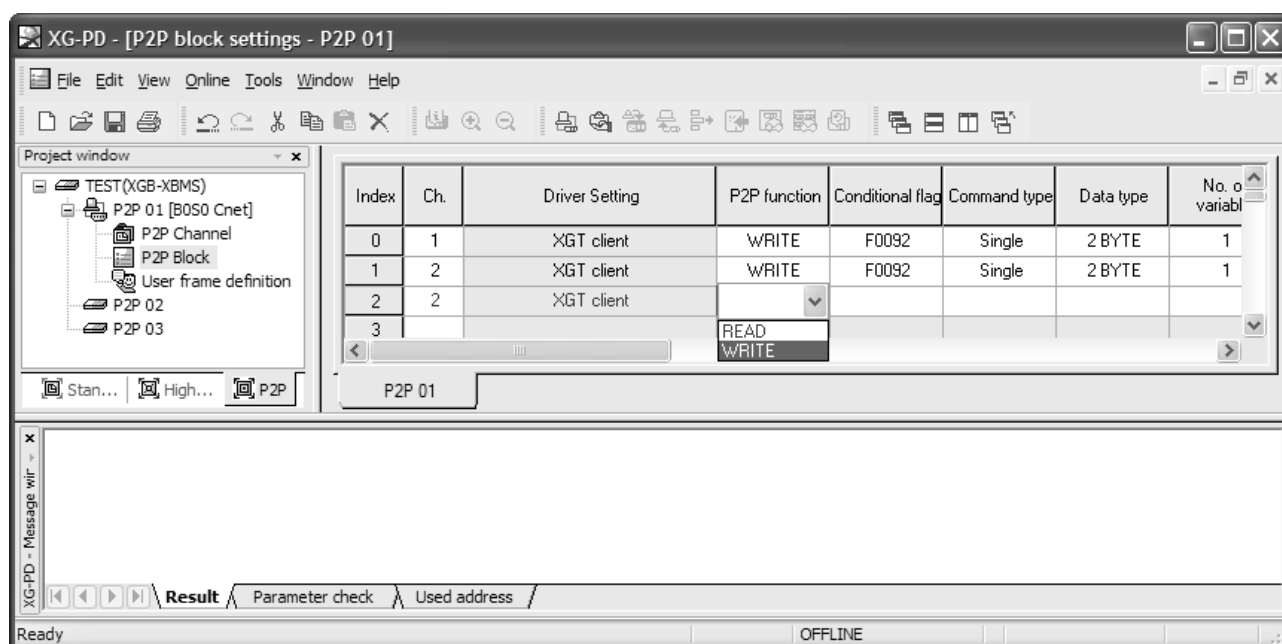 XG-PD - [P2P block settings - P2P 01]
File Edit View Online Tools Window Help
Project window
TEST(XGB-XBMS)
P2P 01 [B0S0 Cnet]
P2P Channel
P2P Block
User frame definition
P2P 02
P2P 03
Stan... High... P2P
Index Ch. Driver Setting P2P function Conditional flag Command type Data type No. o
variabl
0 1 XGT client WRITE F0092 Single 2 BYTE 1
1 2 XGT client WRITE F0092 Single 2 BYTE 1
2 2 XGT client
3 READ
WRITE
P2P 01
XG-PD - Message wir
Result Parameter check Used address
Ready OFFLINE